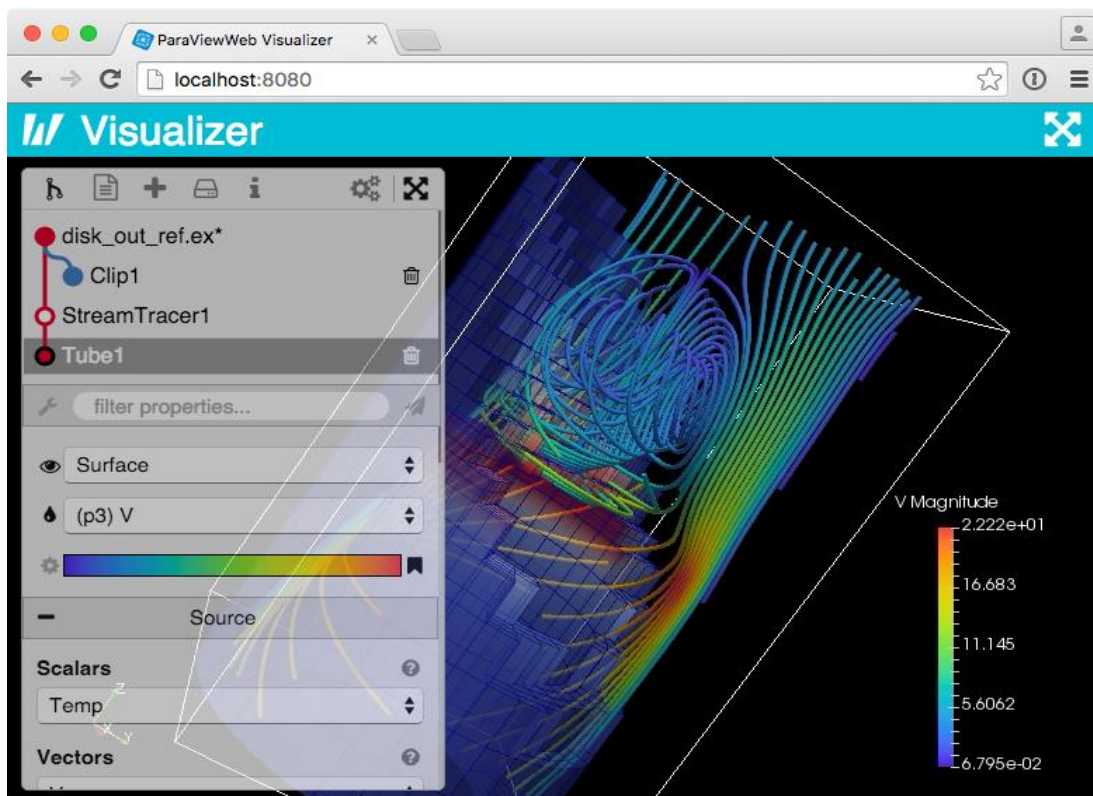 ParaViewWeb Visualizer
localhost:8080
Visualizer
disk_out_ref.ex*
Clip1
StreamTracer1
Tube1
filter properties...
Surface
(p3) V
Source
Scalars
Temp
Vectors
V Magnitude
2.222e+01
16.683
11.145
5.6062
6.795e-02
Z
X
Y